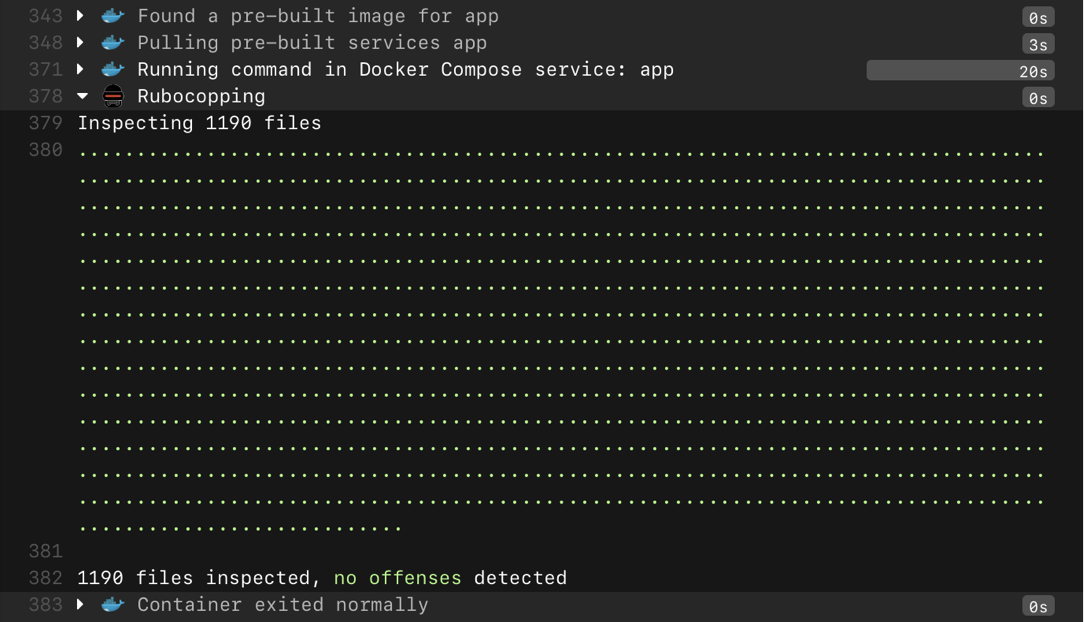 343 Found a pre-built image for app 0s
348 Pulling pre-built services app 3s
371 Running command in Docker Compose service: app 20s
378 Rubocopping 0s
379 Inspecting 1190 files
380 ...................................................................................
...................................................................................
...................................................................................
...................................................................................
...................................................................................
...................................................................................
...................................................................................
...................................................................................
...................................................................................
...................................................................................
...................................................................................
...................................................................................
...................................................................................
...................................................................................
............................
381
382 1190 files inspected, no offenses detected
383 Container exited normally 0s